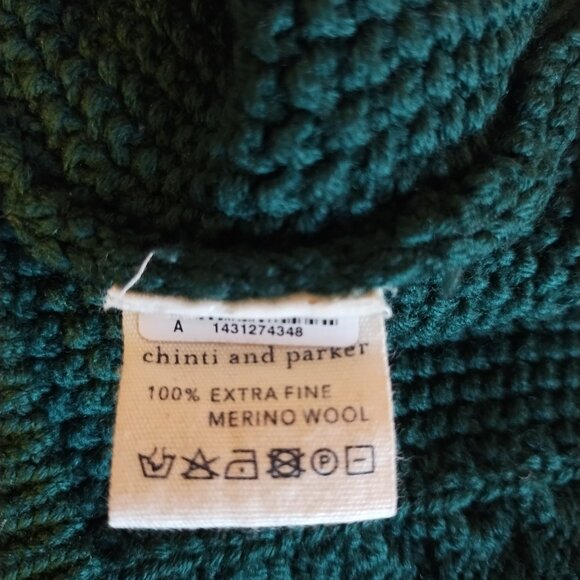 A 1431274348
chinti and parker
100% EXTRA FINE
MERINO WOOL
P